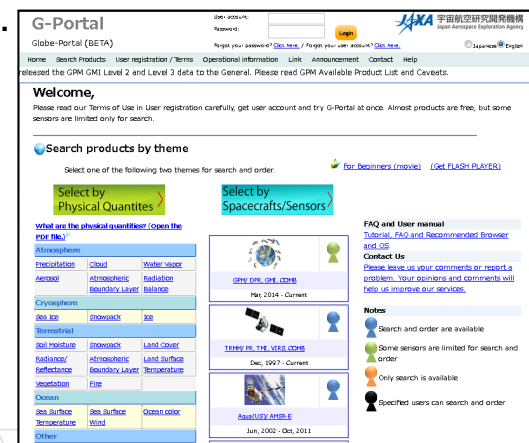 G-Portal
Globe-Portal (BETA)
User account:
Password:
Login
Forgot your password? Click here. / Forgot your user account? Click here.
JAXA 宇宙航空研究開発機構
Japan Aerospace Exploration Agency
Japanese English
Home Search Products User registration / Terms Operational information Link Announcement Contact Help
released the GPM GMI Level 2 and Level 3 data to the General. Please read GPM Available Product List and Caveats.
Welcome,
Please read our Terms of Use in User registration carefully, get user account and try G-Portal at once. Almost products are free, but some
sensors are limited only for search.
Search products by theme
Select one of the following two themes for search and order.
For Beginners (movie) (Get FLASH PLAYER)
Select by
Physical Quantites
Select by
Spacecrafts/Sensors
What are the physical quantities? (Open the
PDF file.)
Atmosphere
Precipitation Cloud Water Vapor
Aerosol Atmospheric Boundary Layer Radiation Balance
Cryosphere
Sea Ice Snowpack Ice
Terrestrial
Soil Moisture Snowpack Land Cover
Radiance/ Reflectance Atmospheric Boundary Layer Land Surface Temperature
Vegetation Fire
Ocean
Sea Surface Temperature Sea Surface Wind Ocean color
Other
GPM/ DPR, GMI, COMB
Mar, 2014 - Current
TRMM/ PR, TMI, VIRS, COMB
Dec, 1997 - Current
Aqua(US)/ AMSR-E
Jun, 2002 - Oct, 2011
FAQ and User manual
Tutorial, FAQ and Recommended Browser
and OS.
Contact Us
Please leave us your comments or report a
problem. Your opinions and comments will
help us improve our services.
Notes
Search and order are available
Some sensors are limited for search and
order
Only search is available
Specified users can search and order